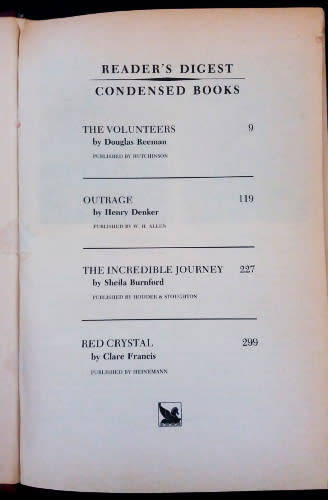 READER'S DIGEST
CONDENSED BOOKS
THE VOLUNTEERS 9
by Douglas Reeman
PUBLISHED BY HUTCHINSON
OUTRAGE 119
by Henry Denker
PUBLISHED BY W. H. ALLEN
THE INCREDIBLE JOURNEY 227
by Sheila Burnford
PUBLISHED BY HODDER & STOUGHTON
RED CRYSTAL 299
by Clare Francis
PUBLISHED BY HEINEMANN